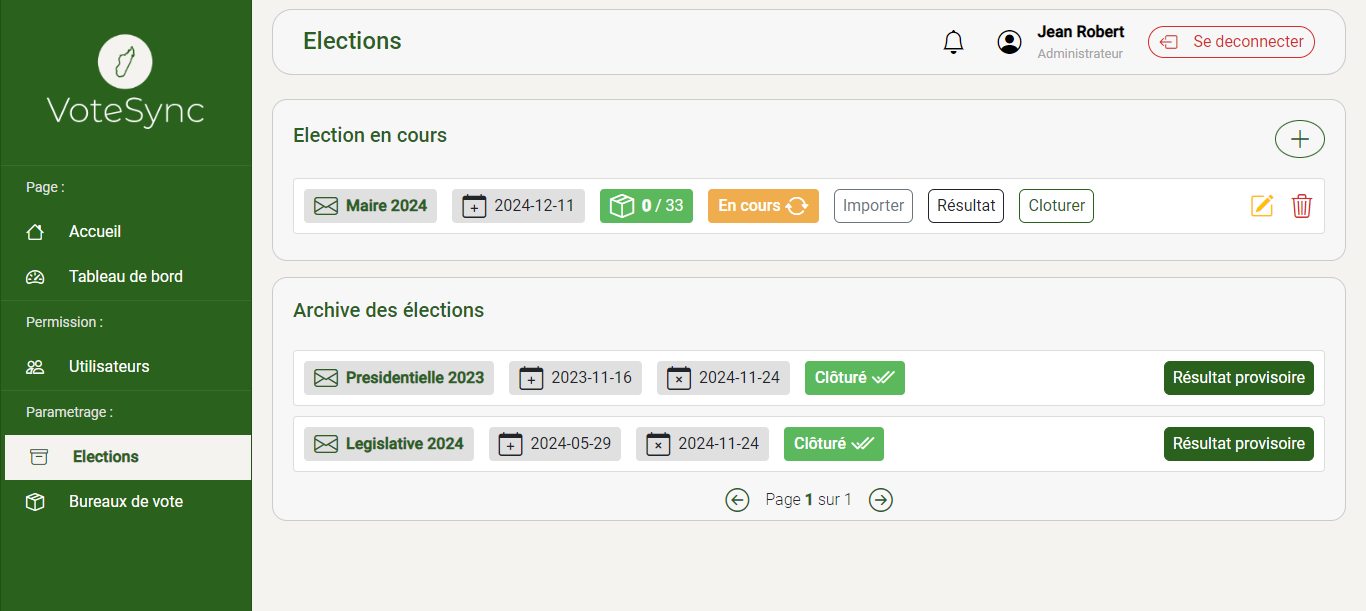 VoteSync
Page :
Accueil
Tableau de bord
Permission :
Utilisateurs
Parametrage :
Elections
Bureaux de vote
Elections
Jean Robert
Administrateur
Se deconnecter
Election en cours
Maire 2024 2024-12-11 0 / 33 En cours Importer Résultat Cloturer
Archive des élections
Presidentielle 2023 2023-11-16 2024-11-24 Clôturé Résultat provisoire
Legislative 2024 2024-05-29 2024-11-24 Clôturé Résultat provisoire
Page 1 sur 1